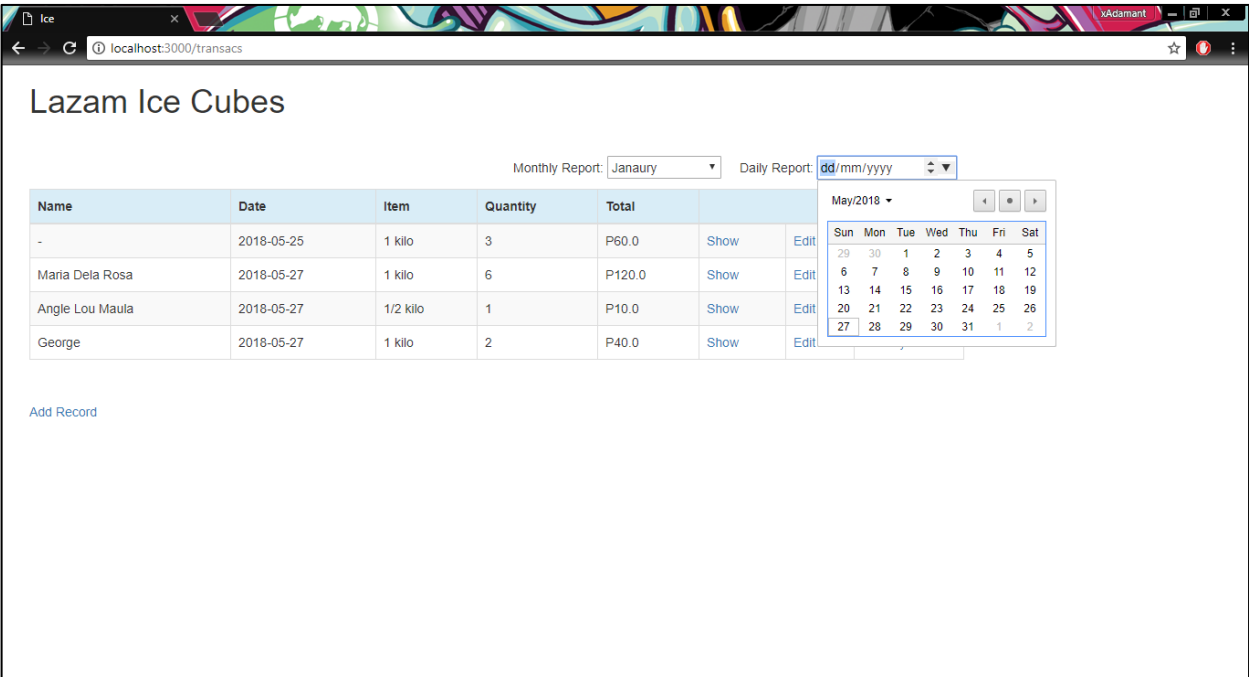 Ice
xAdamant
localhost:3000/transacs
Lazam Ice Cubes
Monthly Report: Janaury Daily Report: dd/mm/yyyy
Name Date Item Quantity Total
- 2018-05-25 1 kilo 3 P60.0 Show Edit
Maria Dela Rosa 2018-05-27 1 kilo 6 P120.0 Show Edit
Angle Lou Maula 2018-05-27 1/2 kilo 1 P10.0 Show Edit
George 2018-05-27 1 kilo 2 P40.0 Show Edit
May/2018
Sun Mon Tue Wed Thu Fri Sat
29 30 1 2 3 4 5
6 7 8 9 10 11 12
13 14 15 16 17 18 19
20 21 22 23 24 25 26
27 28 29 30 31 1 2
Add Record